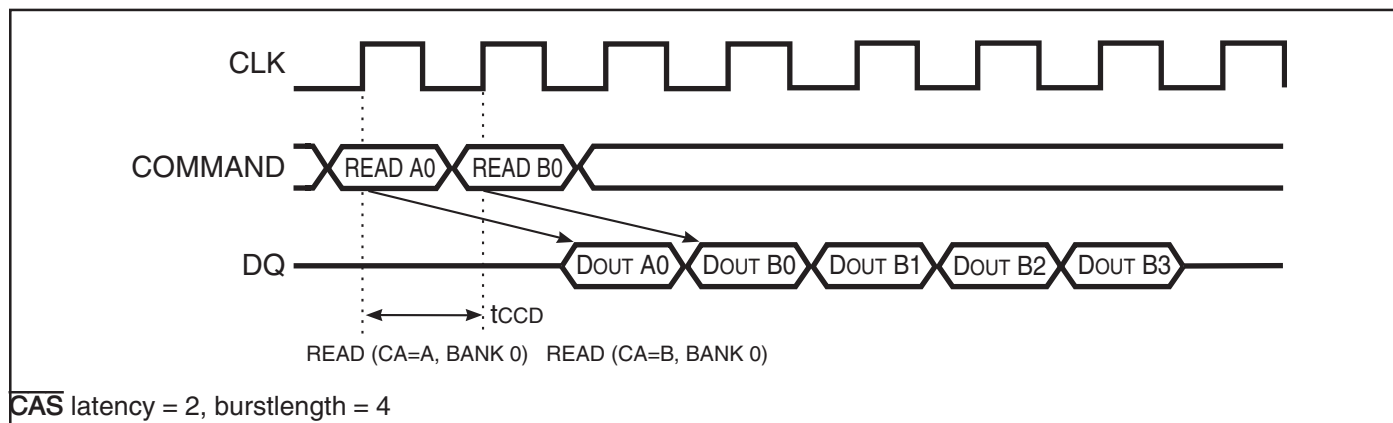 CLK
COMMAND READ A0 READ B0
DQ DOUT A0 DOUT B0 DOUT B1 DOUT B2 DOUT B3
tCCD
READ (CA=A, BANK 0) READ (CA=B, BANK 0)
CAS latency = 2, burstlength = 4